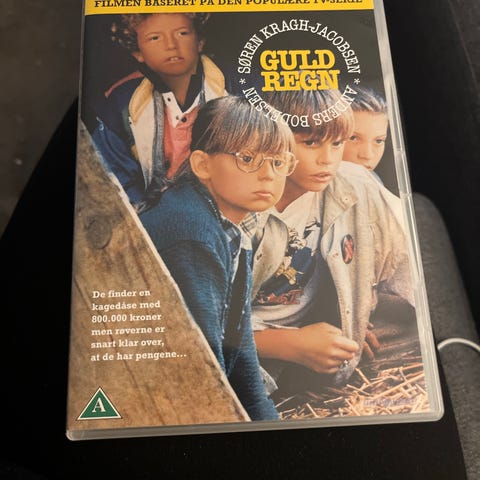 FILMEN BASERET PÅ DEN POPULÆRE TV-SERIE
SØREN KRAGH-JACOBSEN * ANDERS BODELSEN *
GULD
REGN
De finder en
kagedåse med
800.000 kroner
men røverne er
snart klar over,
at de har pengene...
A